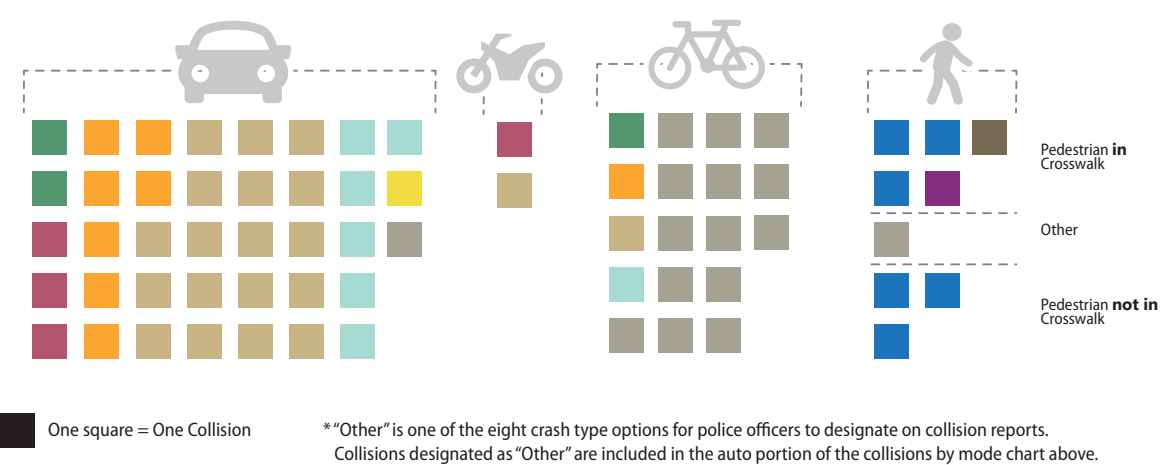 Pedestrian in
Crosswalk
Other
Pedestrian not in
Crosswalk
One square = One Collision
*“Other” is one of the eight crash type options for police officers to designate on collision reports.
Collisions designated as “Other” are included in the auto portion of the collisions by mode chart above.